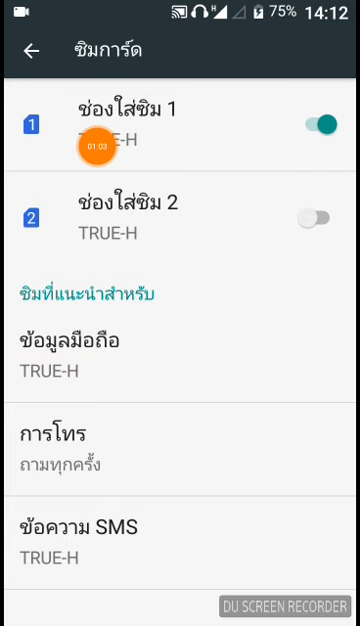 H 75% 14:12
ซิมการ์ด
1 ช่องใส่ซิม 1
01:03 E-H
2 ช่องใส่ซิม 2
TRUE-H
ซิมที่แนะนำสำหรับ
ข้อมูลมือถือ
TRUE-H
การโทร
ถามทุกครั้ง
ข้อความ SMS
TRUE-H
DU SCREEN RECORDER